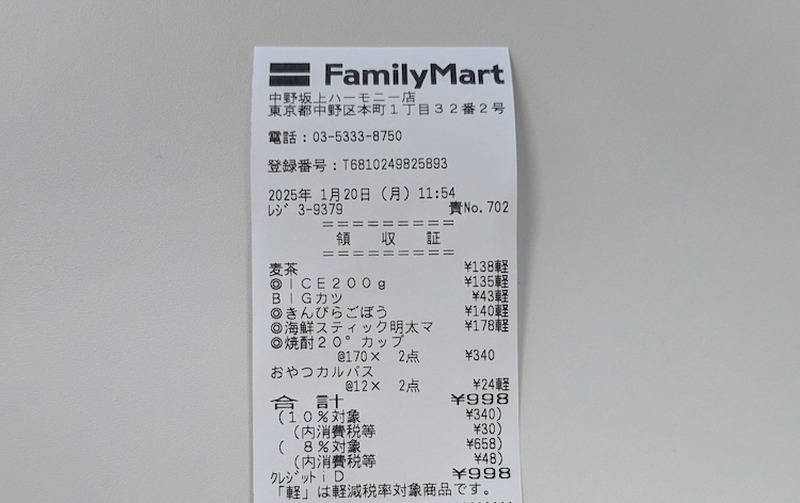 FamilyMart
中野坂上ハーモニー店
東京都中野区本町1丁目32番2号
電話：03-5333-8750
登録番号：T6810249825893
2025年 1月20日（月）11:54
ﾚｼﾞ 3-9379 責No.702
＝＝＝＝＝＝＝＝＝
領 収 証
＝＝＝＝＝＝＝＝＝
麦茶 ¥138軽
◎ＩＣＥ２００ｇ ¥135軽
ＢＩＧカツ ¥43軽
◎きんぴらごぼう ¥140軽
◎海鮮スティック明太マ ¥178軽
◎焼酎２０°カップ
@170× 2点 ¥340
おやつカルパス
@12× 2点 ¥24軽
合 計 ¥998
（１０％対象 ¥340）
（内消費税等 ¥30）
（ ８％対象 ¥658）
（内消費税等 ¥48）
ｸﾚｼﾞｯﾄｉＤ ¥998
「軽」は軽減税率対象商品です。